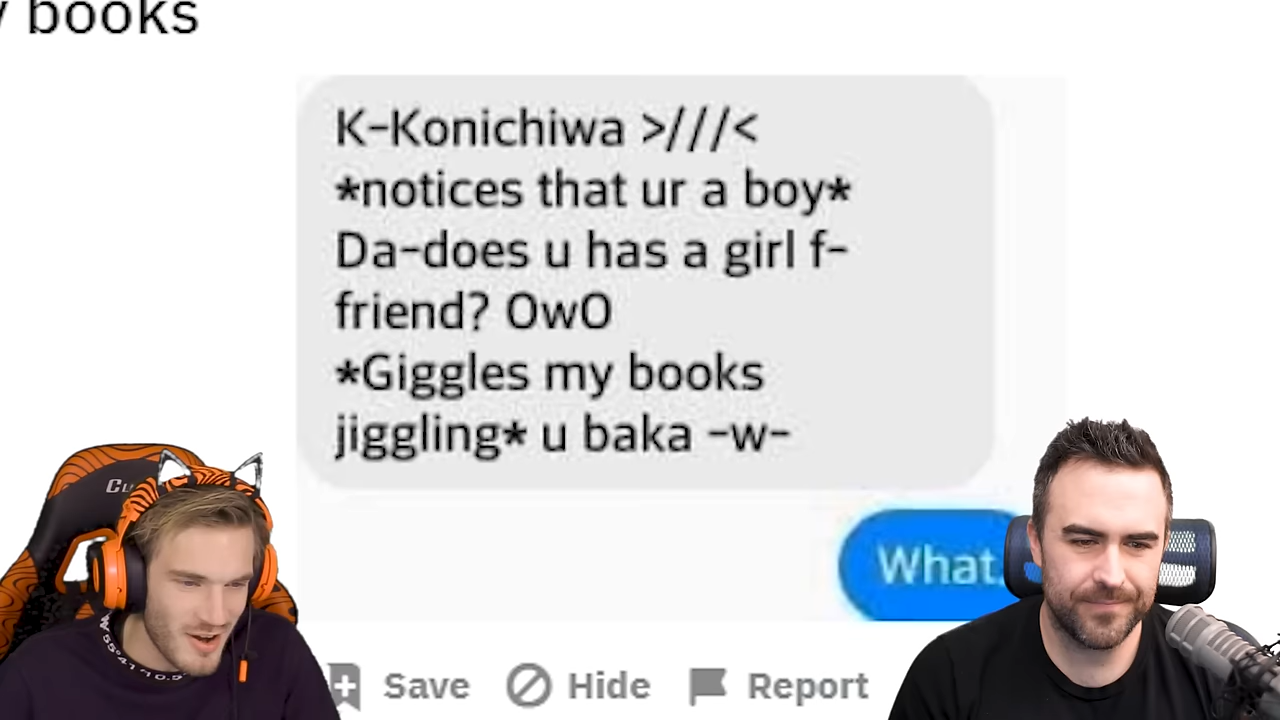 y books
K-Konichiwa >///<
*notices that ur a boy*
Da-does u has a girl f-
friend? OwO
*Giggles my books
jiggling* u baka -w-
What.
Save Hide Report